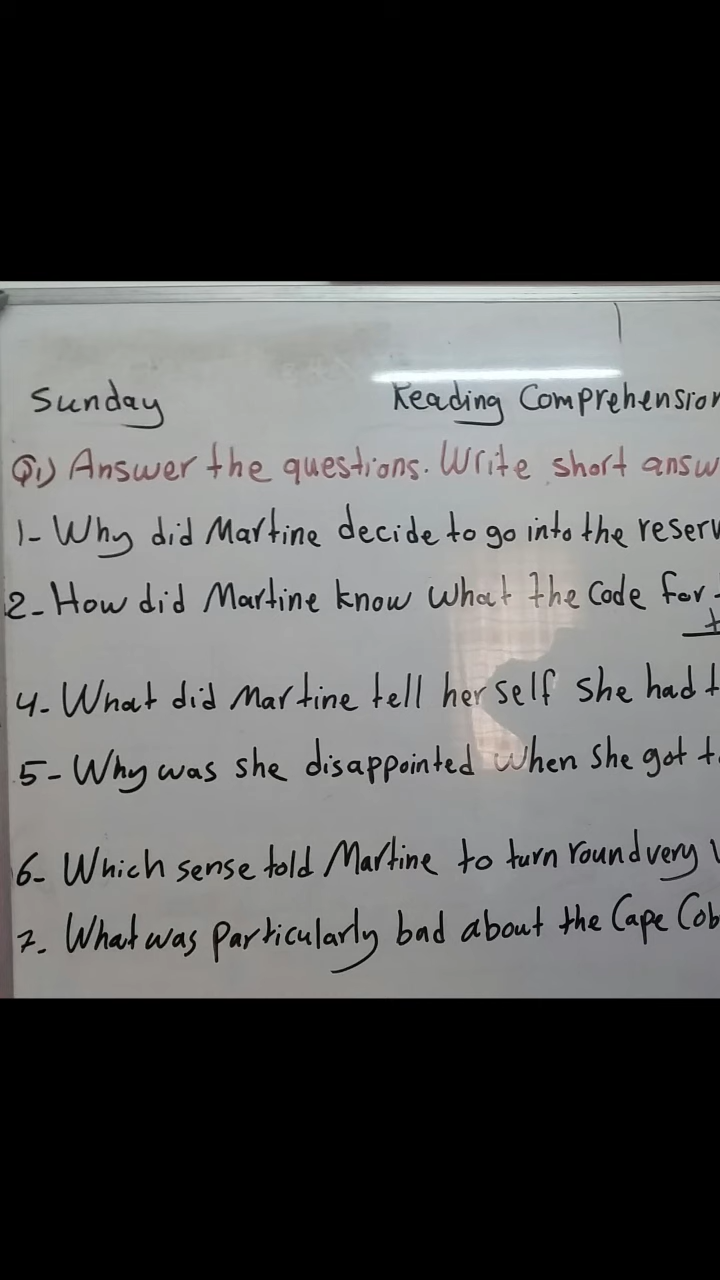 Sunday Reading Comprehension
Q1) Answer the questions. Write short answ
1- Why did Martine decide to go into the reserv
2- How did Martine know what the code for
4- What did Martine tell herself she had t
5- Why was she disappointed when she got t
6- Which sense told Martine to turn round very
7. What was particularly bad about the Cape Cob